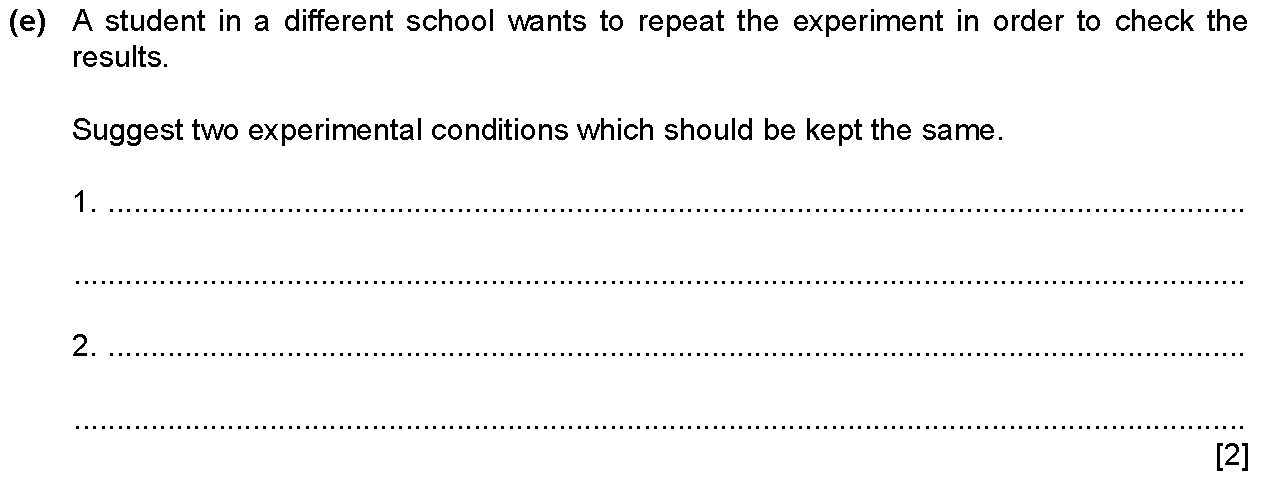 (e) A student in a different school wants to repeat the experiment in order to check the
results.
Suggest two experimental conditions which should be kept the same.
1. ..........................................................................................................................................
..............................................................................................................................................
2. ..........................................................................................................................................
..............................................................................................................................................
[2]